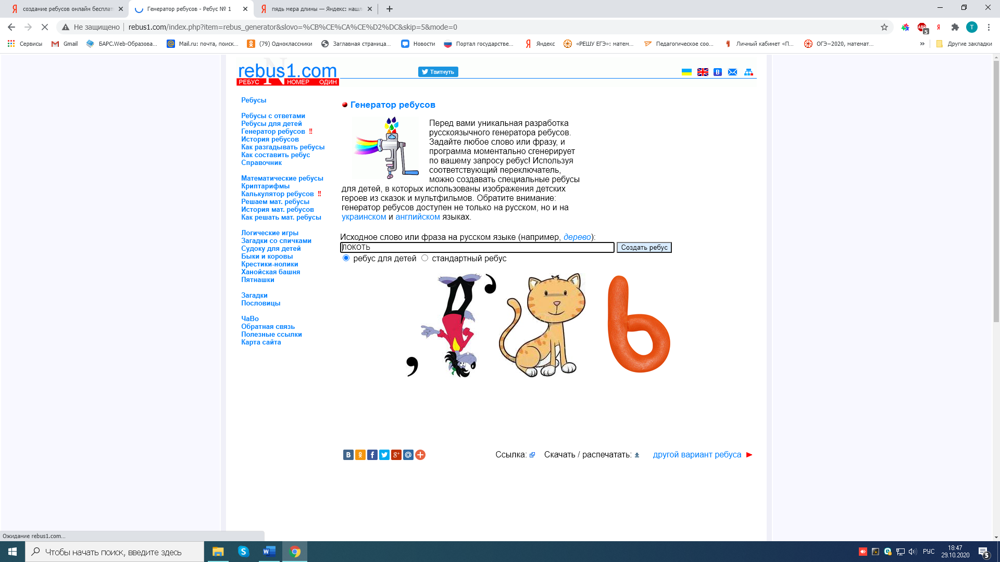 создание ребусов онлайн бесплат
Генератор ребусов - Ребус № 1
пядь мера длины — Яндекс: нашл
Не защищено
rebus1.com/index.php?item=rebus_generator&slovo=%CB%CE%CA%CE%D2%DC&skip=5&mode=0
Сервисы
Gmail
БАРС.Web-Образова...
Mail.ru: почта, поиск...
(79) Одноклассники
Заглавная страница...
Новости
Портал государстве...
Яндекс
«РЕШУ ЕГЭ»: матем...
Педагогическое соо...
Личный кабинет «П...
ОГЭ–2020, математ...
»
Другие закладки
rebus1.com
РЕБУС N НОМЕР ОДИН
Твитнуть
Ребусы
Ребусы с ответами
Ребусы для детей
Генератор ребусов !!
История ребусов
Как разгадывать ребусы
Как составить ребус
Справочник
Математические ребусы
Криптарифмы
Калькулятор ребусов !!
Решаем мат. ребусы
История мат. ребусов
Как решать мат. ребусы
Логические игры
Загадки со спичками
Судоку для детей
Быки и коровы
Крестики-нолики
Ханойская башня
Пятнашки
Загадки
Пословицы
ЧаВо
Обратная связь
Полезные ссылки
Карта сайта
Генератор ребусов
Перед вами уникальная разработка
русскоязычного генератора ребусов.
Задайте любое слово или фразу, и
программа моментально сгенерирует
по вашему запросу ребус! Используя
соответствующий переключатель,
можно создавать специальные ребусы
для детей, в которых использованы изображения детских
героев из сказок и мультфильмов. Обратите внимание:
генератор ребусов доступен не только на русском, но и на
украинском и английском языках.
Исходное слово или фраза на русском языке (например, дерево):
ЛОКОТЬ
Создать ребус
ребус для детей
стандартный ребус
,
,
ь
Ссылка:
Скачать / распечатать:
другой вариант ребуса
Ожидание rebus1.com...
Чтобы начать поиск, введите здесь
РУС
18:47
29.10.2020
5